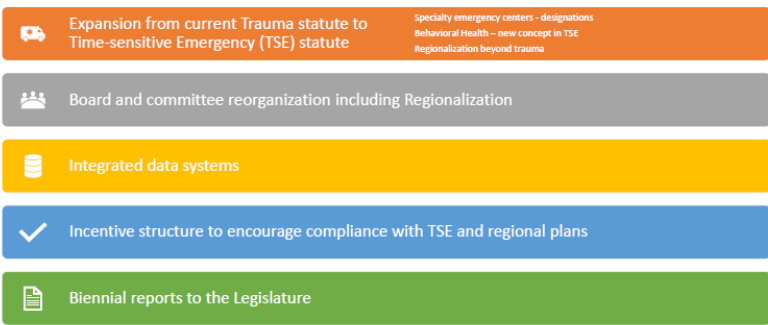 Expansion from current Trauma statute to
Time-sensitive Emergency (TSE) statute
Specialty emergency centers - designations
Behavioral Health – new concept in TSE
Regionalization beyond trauma
Board and committee reorganization including Regionalization
Integrated data systems
Incentive structure to encourage compliance with TSE and regional plans
Biennial reports to the Legislature